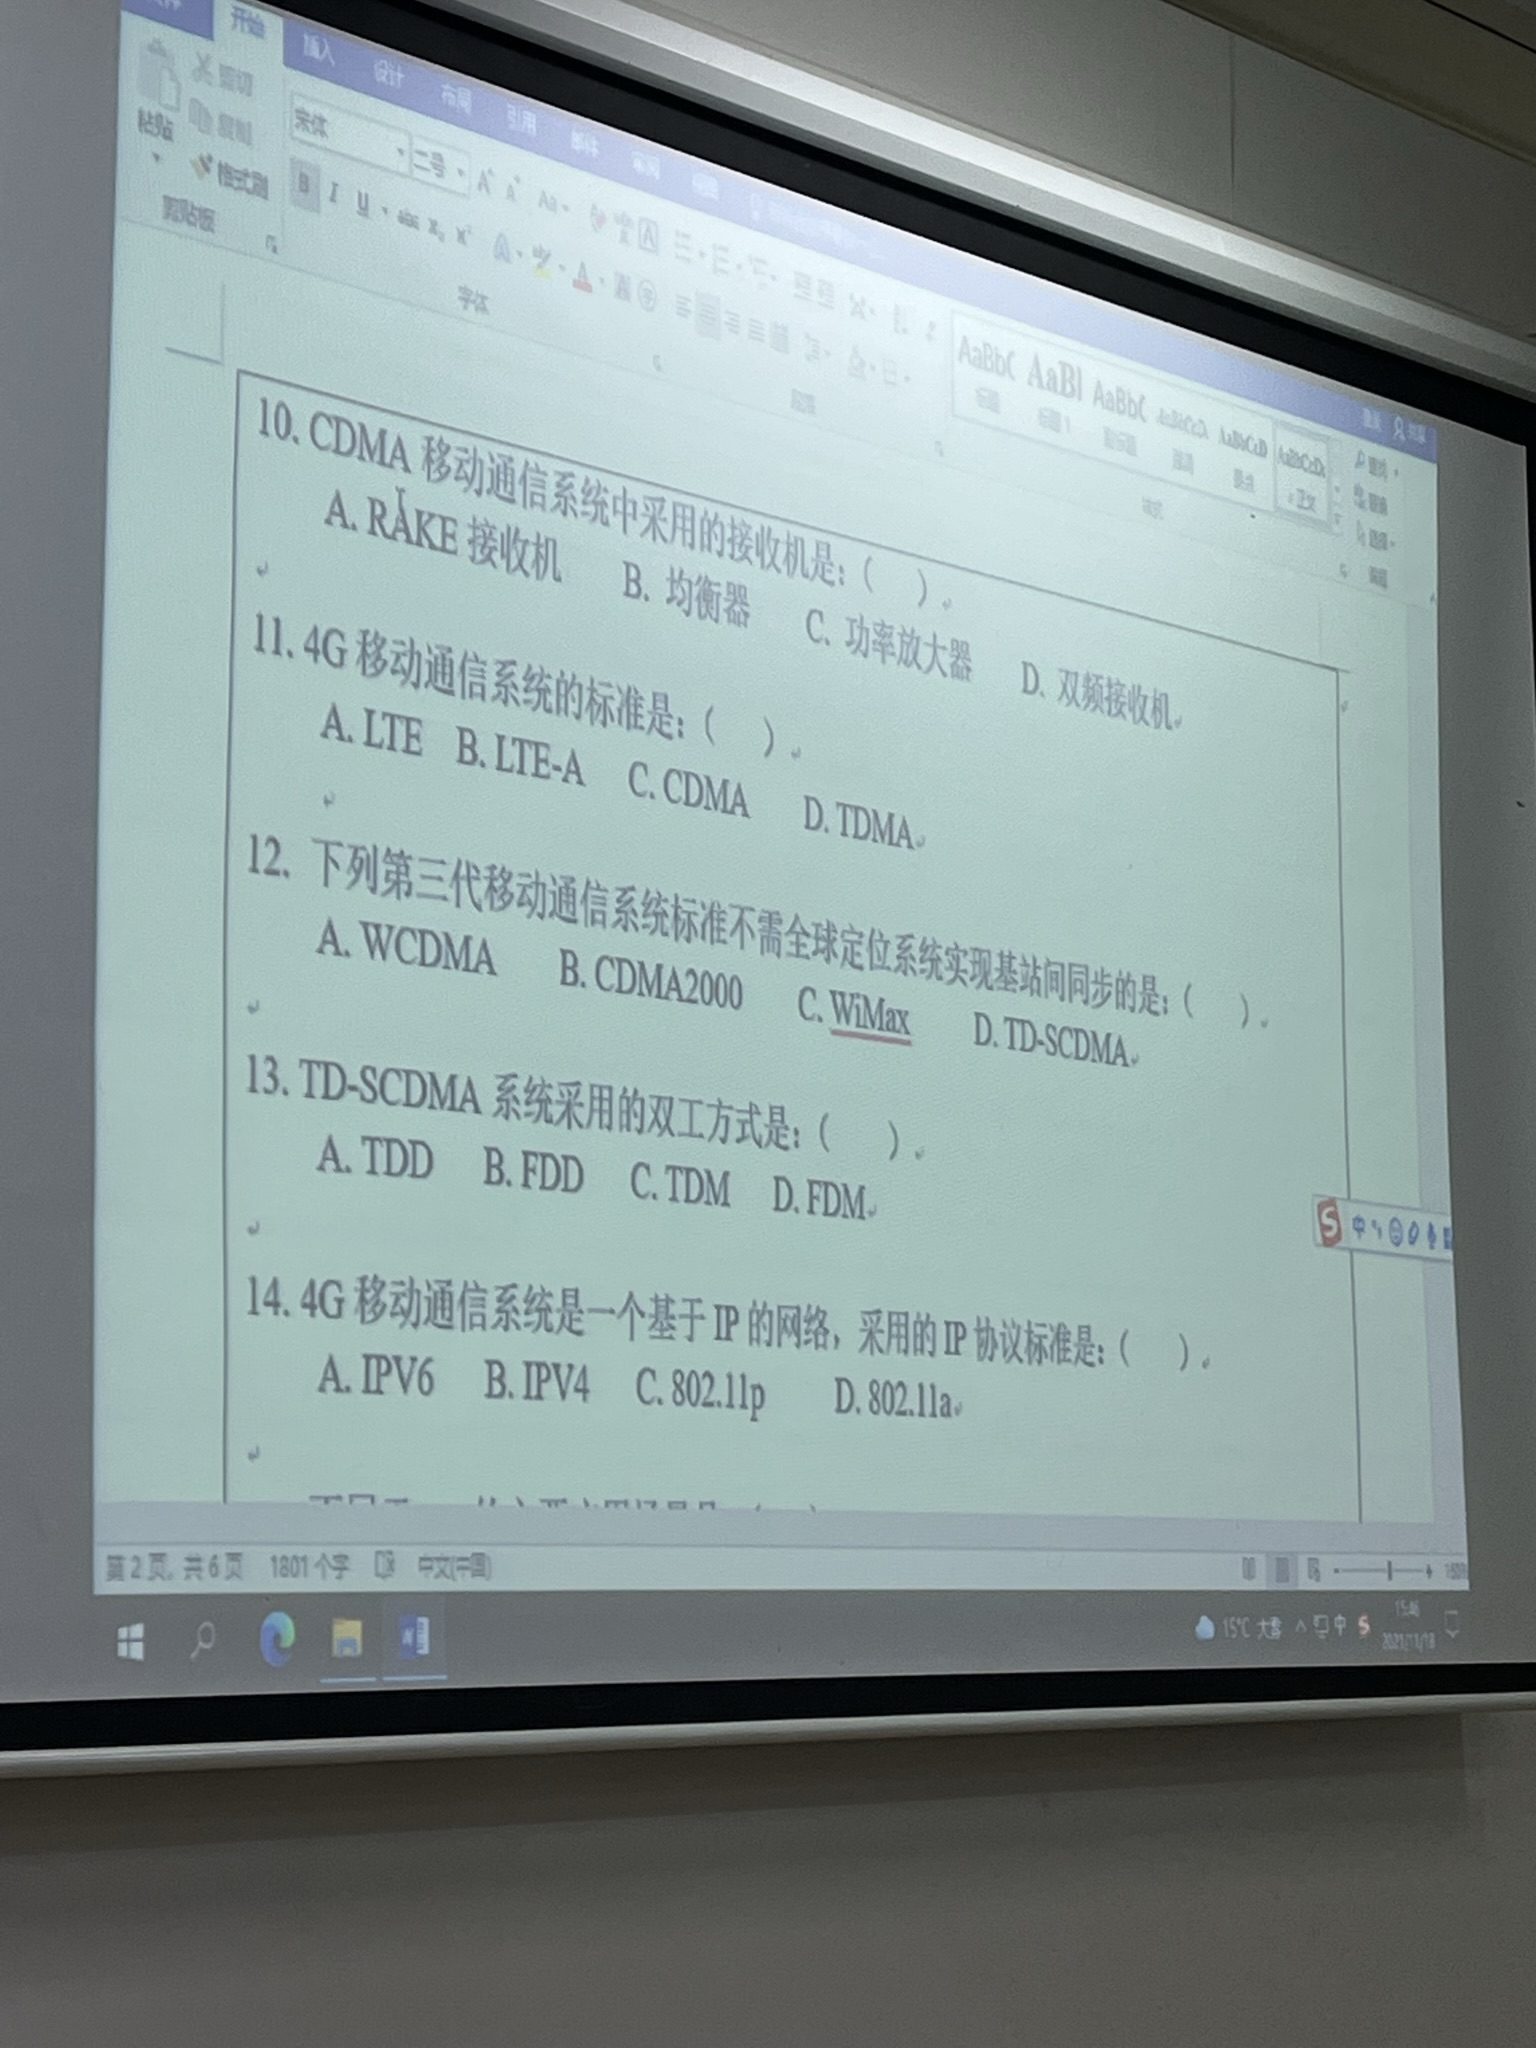 开始 插入 设计 布局 引用 邮件 审阅 视图
剪切
复制
粘贴
格式刷
剪贴板
宋体 二号
B I U abc x₂ x²
字体
段落
AaBbC AaBl AaBbC AaBbCcD AaBbCcD AaBbCcDc
标题 标题 1 副标题 强调 要点 正文
样式
10. CDMA 移动通信系统中采用的接收机是:( )
A. RAKE 接收机 B. 均衡器 C. 功率放大器 D. 双频接收机
11. 4G 移动通信系统的标准是:( )
A. LTE B. LTE-A C. CDMA D. TDMA
12. 下列第三代移动通信系统标准不需全球定位系统实现基站间同步的是:( )
A. WCDMA B. CDMA2000 C. WiMax D. TD-SCDMA
13. TD-SCDMA 系统采用的双工方式是:( )
A. TDD B. FDD C. TDM D. FDM
14. 4G 移动通信系统是一个基于 IP 的网络，采用的 IP 协议标准是:( )
A. IPV6 B. IPV4 C. 802.11p D. 802.11a
第 2 页，共 6 页 1801 个字 中文(中国)
15°C 大雾 中
15:46
2021/11/18